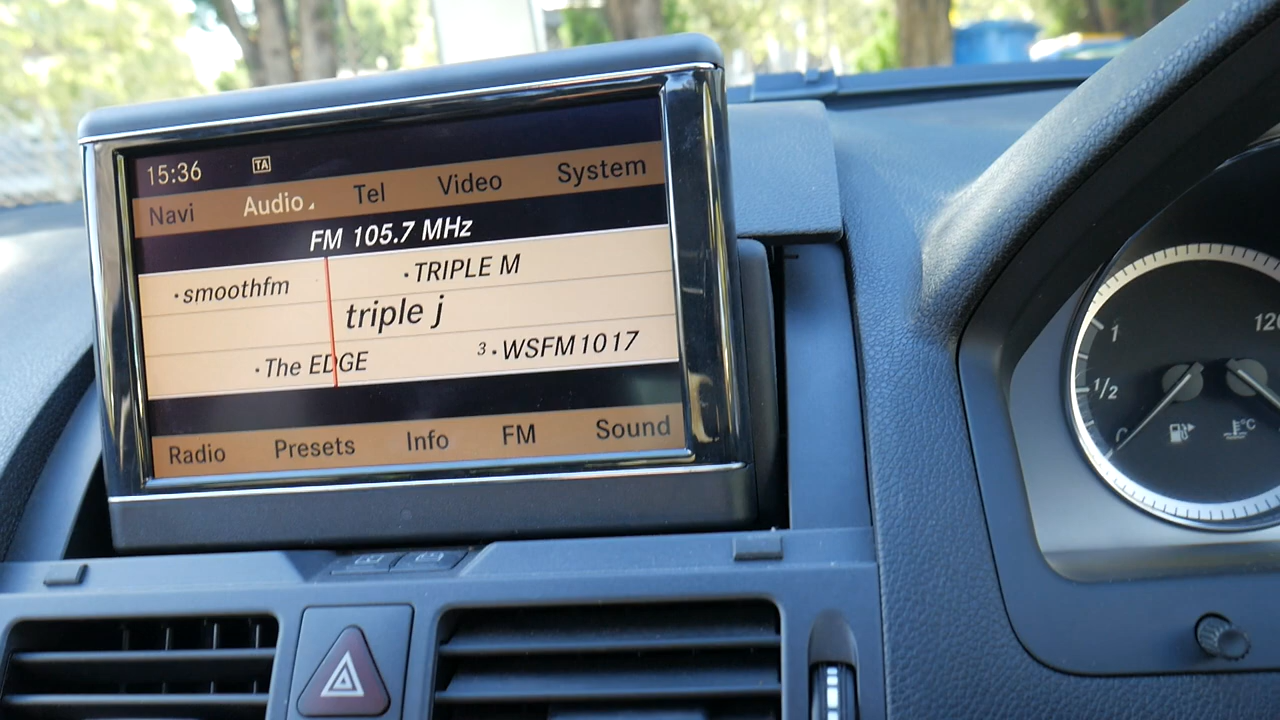 15:36 TA
Navi Audio Tel Video System
FM 105.7 MHz
·smoothfm ·TRIPLE M
triple j
·The EDGE 3·WSFM1017
Radio Presets Info FM Sound
1 120
1/2
°C